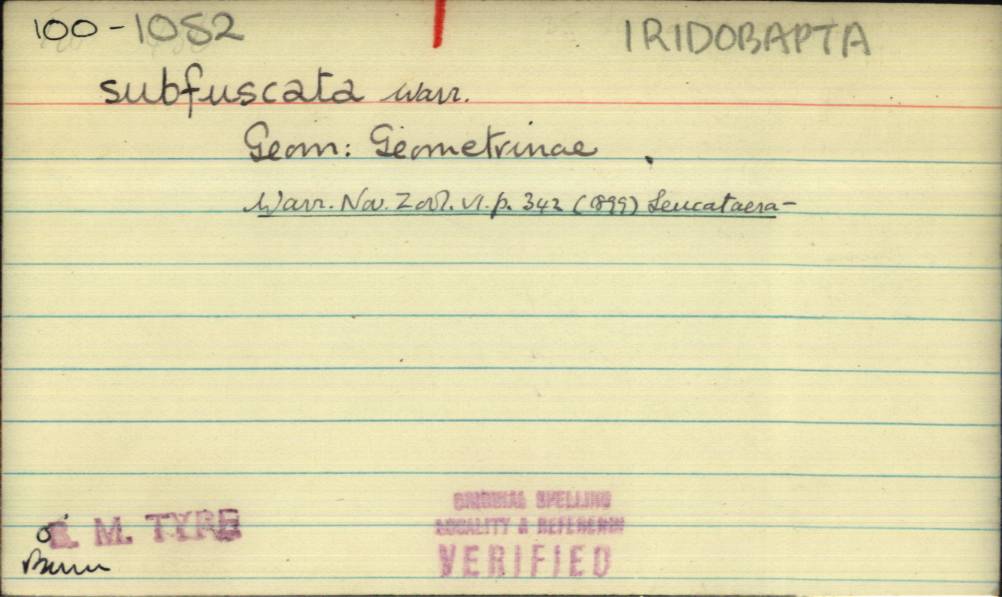 100-1052 IRIDOBAPTA
subfuscata Warr.
Geom: Geometrinae.
Warr. Nov. Zool. VI. p. 342 (1899) Leucataera-
ORIGINAL SPELLING
LOCALITY & REFERENCE
VERIFIED
B. M. TYPE